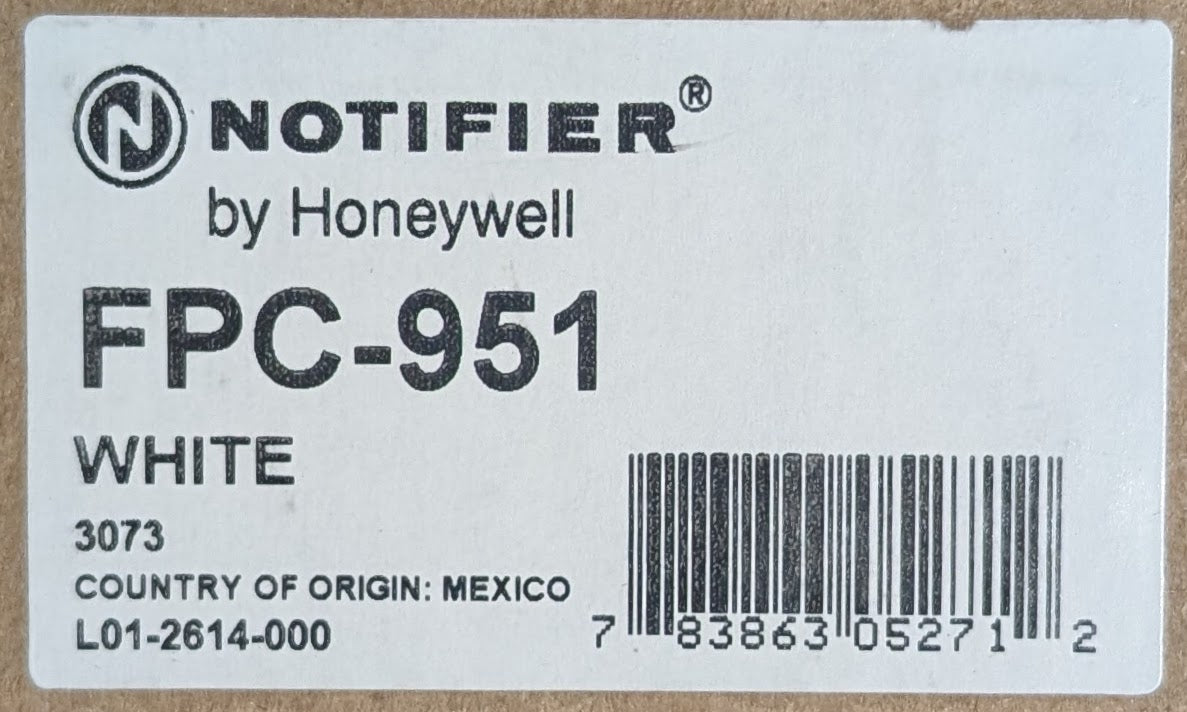 NOTIFIER®
by Honeywell
FPC-951
WHITE
3073
COUNTRY OF ORIGIN: MEXICO
L01-2614-000
7 83863 05271 2